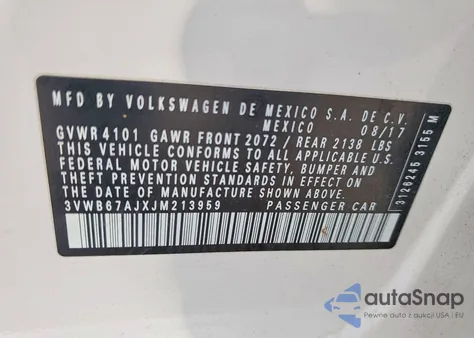 MFD BY VOLKSWAGEN DE MEXICO S.A. DE C.V.
MEXICO 08/17
GVWR 4101 GAWR FRONT 2072 / REAR 2138 LBS
THIS VEHICLE CONFORMS TO ALL APPLICABLE U.S.
FEDERAL MOTOR VEHICLE SAFETY, BUMPER AND
THEFT PREVENTION STANDARDS IN EFFECT ON
THE DATE OF MANUFACTURE SHOWN ABOVE.
3VWB67AJXJM213959 PASSENGER CAR
3126245 3155 M
autoSnap
Pewne auto z aukcji USA | EU